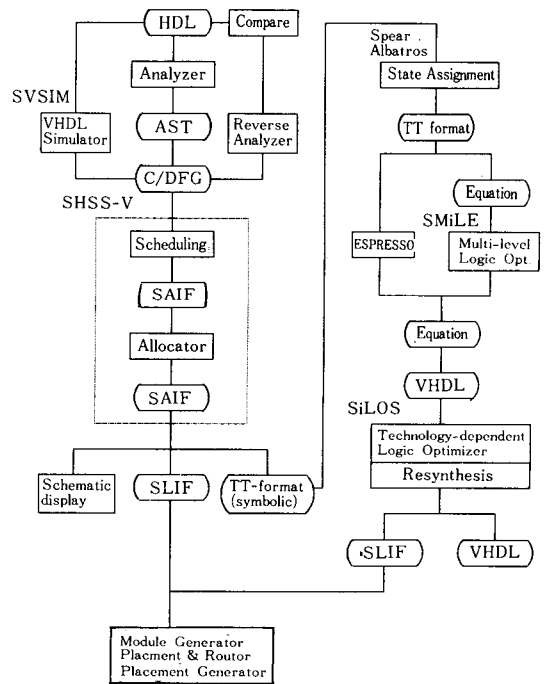 HDL
Compare
Analyzer
SVSIM
VHDL
Simulator
AST
Reverse
Analyzer
C/DFG
SHSS-V
Scheduling
SAIF
Allocator
SAIF
Schematic
display
SLIF
TT-format
(symbolic)
Module Generator
Placment & Routor
Placement Generator
Spear
Albatros
State Assignment
TT format
Equation
SMiLE
ESPRESSO
Multi-level
Logic Opt.
Equation
VHDL
SiLOS
Technology-dependent
Logic Optimizer
Resynthesis
SLIF
VHDL